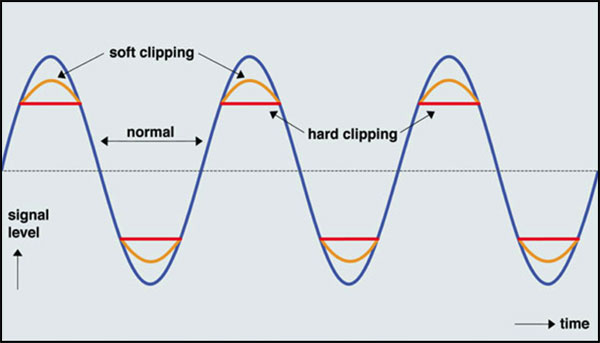 soft clipping
normal
hard clipping
signal
level
time